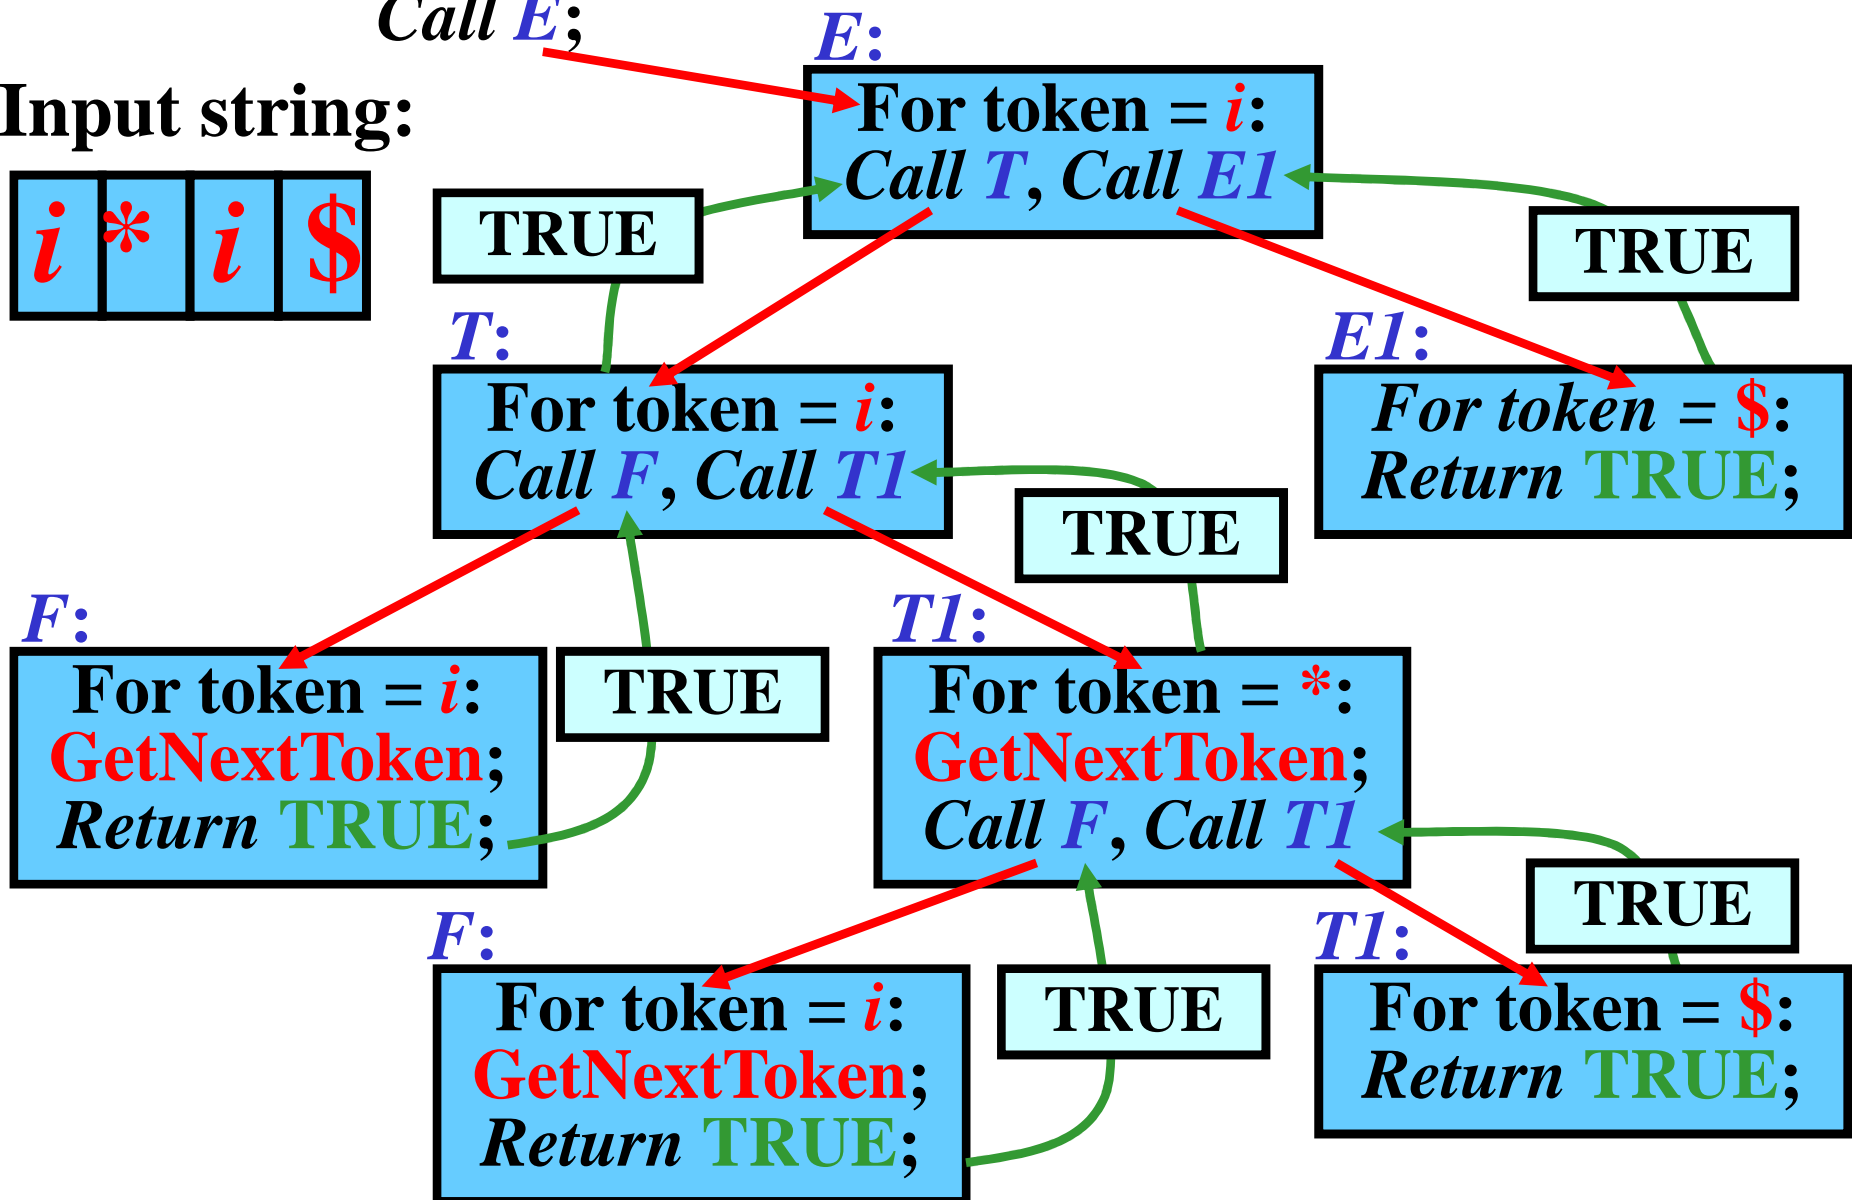 Call E;
E:
Input string:
For token = i:
Call T, Call E1
i * i $
TRUE
TRUE
T:
E1:
For token = i:
Call F, Call T1
For token = $:
Return TRUE;
TRUE
F:
T1:
For token = i:
GetNextToken;
Return TRUE;
TRUE
For token = *:
GetNextToken;
Call F, Call T1
TRUE
F:
T1:
For token = i:
GetNextToken;
Return TRUE;
TRUE
For token = $:
Return TRUE;